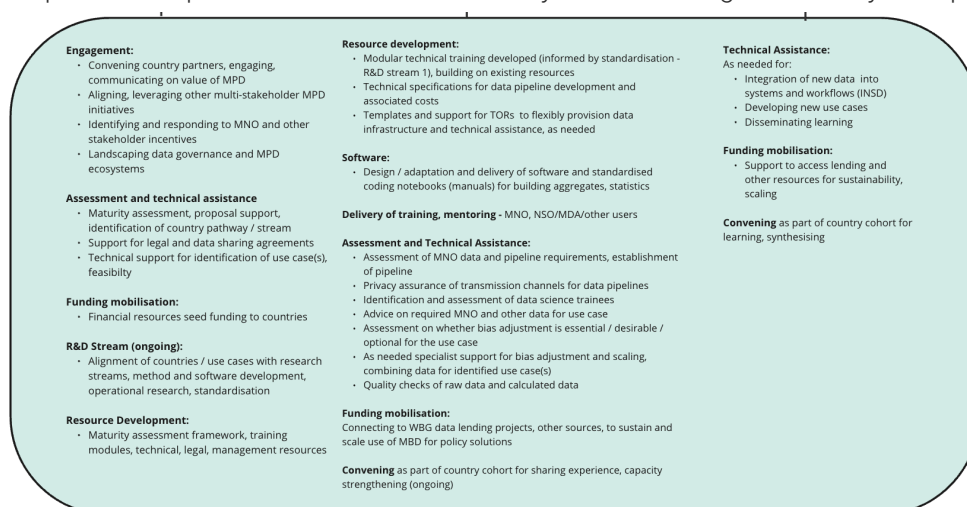 Engagement:
• Convening country partners, engaging,
communicating on value of MPD
• Aligning, leveraging other multi-stakeholder MPD
initiatives
• Identifying and responding to MNO and other
stakeholder incentives
• Landscaping data governance and MPD
ecosystems
Assessment and technical assistance
• Maturity assessment, proposal support,
identification of country pathway / stream
• Support for legal and data sharing agreements
• Technical support for identification of use case(s),
feasibilty
Funding mobilisation:
• Financial resources seed funding to countries
R&D Stream (ongoing):
• Alignment of countries / use cases with research
streams, method and software development,
operational research, standardisation
Resource Development:
• Maturity assessment framework, training
modules, technical, legal, management resources
Resource development:
• Modular technical training developed (informed by standardisation -
R&D stream 1), building on existing resources
• Technical specifications for data pipeline development and
associated costs
• Templates and support for TORs to flexibly provision data
infrastructure and technical assistance, as needed
Software:
• Design / adaptation and delivery of software and standardised
coding notebooks (manuals) for building aggregates, statistics
Delivery of training, mentoring - MNO, NSO/MDA/other users
Assessment and Technical Assistance:
• Assessment of MNO data and pipeline requirements, establishment
of pipeline
• Privacy assurance of transmission channels for data pipelines
• Identification and assessment of data science trainees
• Advice on required MNO and other data for use case
• Assessment on whether bias adjustment is essential / desirable /
optional for the use case
• As needed specialist support for bias adjustment and scaling,
combining data for identified use case(s)
• Quality checks of raw data and calculated data
Funding mobilisation:
Connecting to WBG data lending projects, other sources, to sustain and
scale use of MBD for policy solutions
Convening as part of country cohort for sharing experience, capacity
strengthening (ongoing)
Technical Assistance:
As needed for:
• Integration of new data into
systems and workflows (INSD)
• Developing new use cases
• Disseminating learning
Funding mobilisation:
• Support to access lending and
other resources for sustainability,
scaling
Convening as part of country cohort for
learning, synthesising